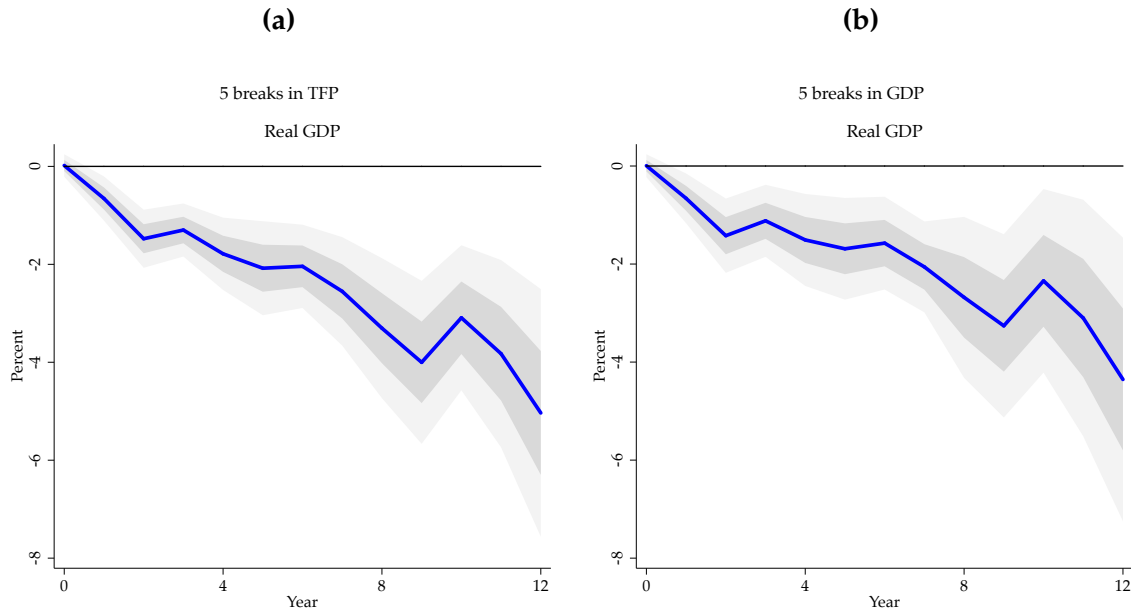 (a)
5 breaks in TFP
Real GDP
Percent
0
-2
-4
-6
-8
0 4 8 12
Year
(b)
5 breaks in GDP
Real GDP
Percent
0
-2
-4
-6
-8
0 4 8 12
Year